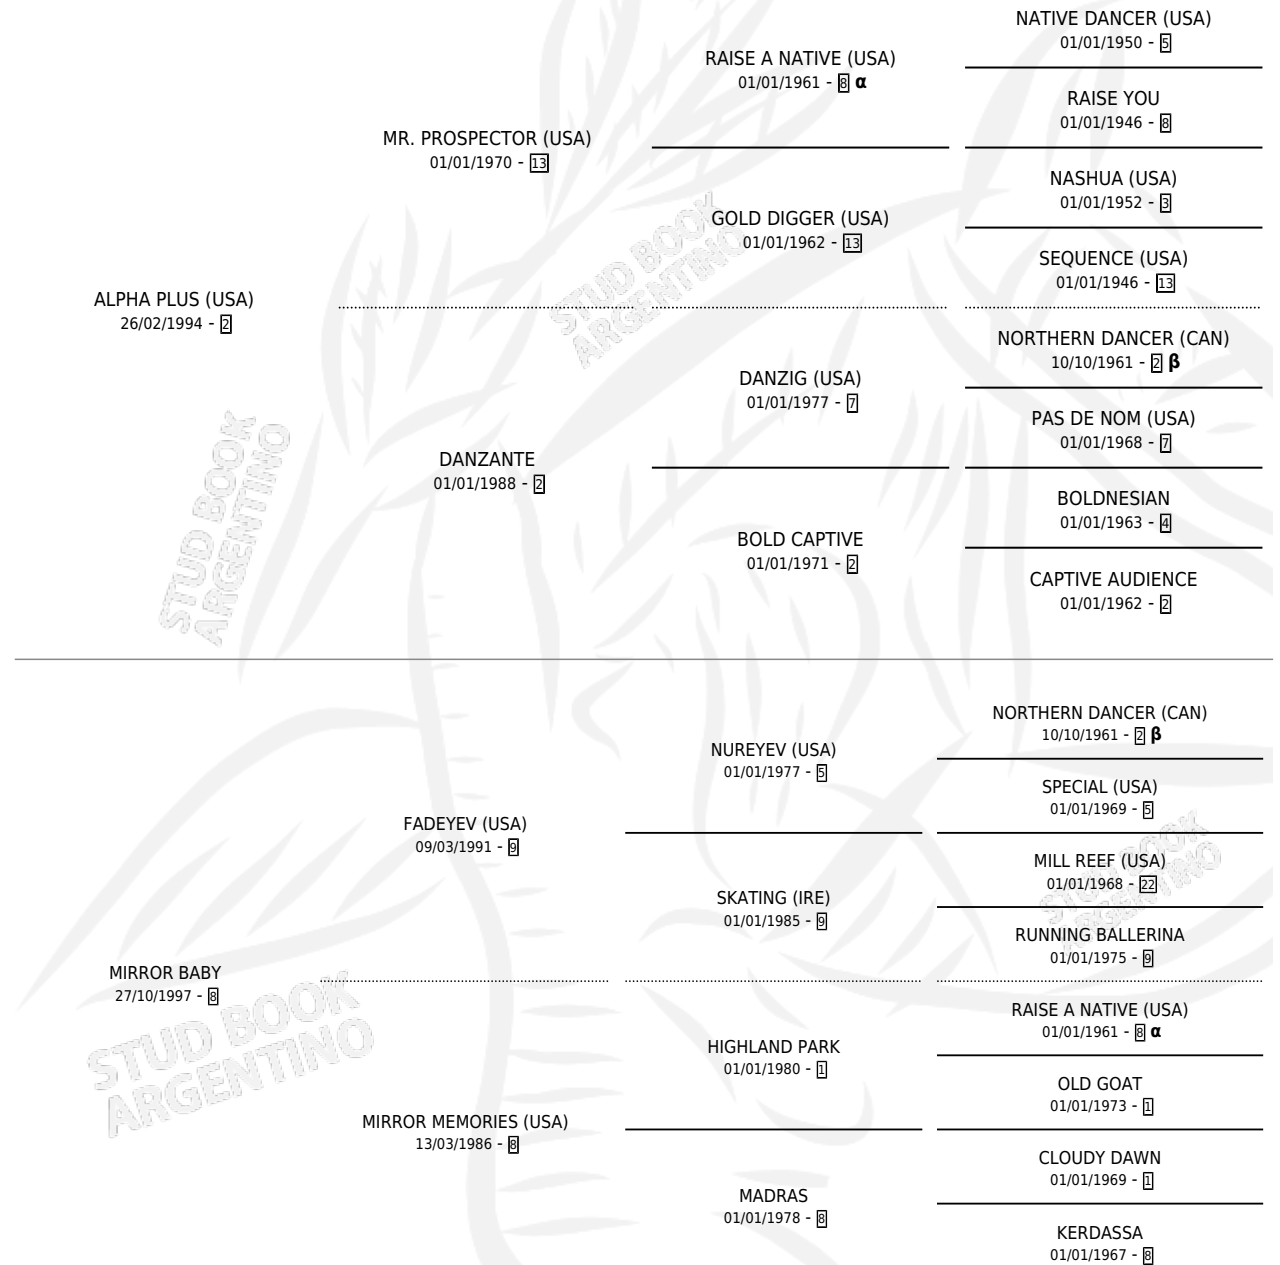 NATIVE DANCER (USA)
01/01/1950 - 5
RAISE A NATIVE (USA)
01/01/1961 - 8 α
RAISE YOU
01/01/1946 - 8
MR. PROSPECTOR (USA)
01/01/1970 - 13
NASHUA (USA)
01/01/1952 - 3
GOLD DIGGER (USA)
01/01/1962 - 13
SEQUENCE (USA)
01/01/1946 - 13
ALPHA PLUS (USA)
26/02/1994 - 2
NORTHERN DANCER (CAN)
10/10/1961 - 2 β
DANZIG (USA)
01/01/1977 - 7
PAS DE NOM (USA)
01/01/1968 - 7
DANZANTE
01/01/1988 - 2
BOLDNESIAN
01/01/1963 - 4
BOLD CAPTIVE
01/01/1971 - 2
CAPTIVE AUDIENCE
01/01/1962 - 2
NORTHERN DANCER (CAN)
10/10/1961 - 2 β
NUREYEV (USA)
01/01/1977 - 5
SPECIAL (USA)
01/01/1969 - 5
FADEYEV (USA)
09/03/1991 - 9
MILL REEF (USA)
01/01/1968 - 22
SKATING (IRE)
01/01/1985 - 9
RUNNING BALLERINA
01/01/1975 - 9
MIRROR BABY
27/10/1997 - 8
RAISE A NATIVE (USA)
01/01/1961 - 8 α
HIGHLAND PARK
01/01/1980 - 1
OLD GOAT
01/01/1973 - 1
MIRROR MEMORIES (USA)
13/03/1986 - 8
CLOUDY DAWN
01/01/1969 - 1
MADRAS
01/01/1978 - 8
KERDASSA
01/01/1967 - 8
STUD BOOK
ARGENTINO
STUD BOOK
ARGENTINO
STUD BOOK
ARGENTINO
STUD BOOK
ARGENTINO